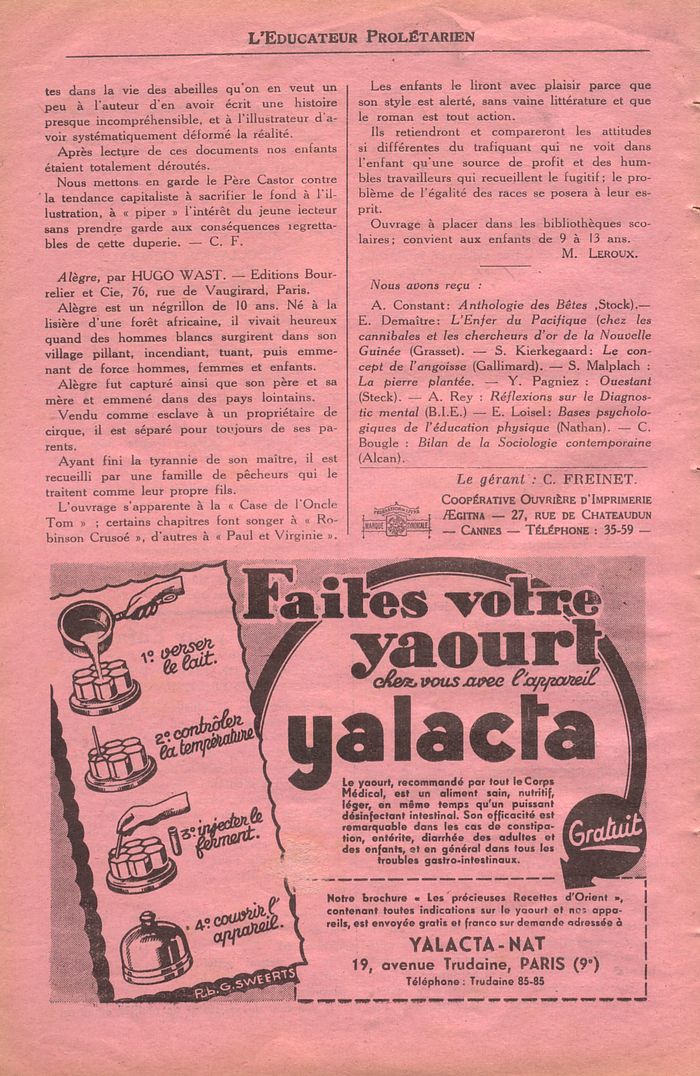 L'EDUCATEUR PROLÉTARIEN
tes dans la vie des abeilles qu'on en veut un
peu à l'auteur d'en avoir écrit une histoire
presque incompréhensible, et à l'illustrateur d'a-
voir systématiquement déformé la réalité.
Après lecture de ces documents nos enfants
étaient totalement déroutés.
Nous mettons en garde le Père Castor contre
la tendance capitaliste à sacrifier le fond à l'il-
lustration, à « piper » l'intérêt du jeune lecteur
sans prendre garde aux conséquences regretta-
bles de cette duperie. — C. F.
Alègre, par HUGO WAST. — Editions Bour-
relier et Cie, 76, rue de Vaugirard, Paris.
Alègre est un négrillon de 10 ans. Né à la
lisière d'une forêt africaine, il vivait heureux
quand des hommes blancs surgirent dans son
village pillant, incendiant, tuant, puis emme-
nant de force hommes, femmes et enfants.
Alègre fut capturé ainsi que son père et sa
mère et emmené dans des pays lointains.
Vendu comme esclave à un propriétaire de
cirque, il est séparé pour toujours de ses pa-
rents.
Ayant fini la tyrannie de son maître, il est
recueilli par une famille de pêcheurs qui le
traitent comme leur propre fils.
L'ouvrage s'apparente à la « Case de l'Oncle
Tom » ; certains chapitres font songer à « Ro-
binson Crusoé », d'autres à « Paul et Virginie ».
Les enfants le liront avec plaisir parce que
son style est alerté, sans vaine littérature et que
le roman est tout action.
Ils retiendront et compareront les attitudes
si différentes du trafiquant qui ne voit dans
l'enfant qu'une source de profit et des hum-
bles travailleurs qui recueillent le fugitif ; le pro-
blème de l'égalité des races se posera à leur es-
prit.
Ouvrage à placer dans les bibliothèques sco-
laires ; convient aux enfants de 9 à 13 ans.
M. LEROUX.
Nous avons reçu :
A. Constant : Anthologie des Bêtes ,Stock).—
E. Demaître: L'Enfer du Pacifique (chez les
cannibales et les chercheurs d'or de la Nouvelle
Guinée (Grasset). — S. Kierkegaard : Le con-
cept de l'angoisse (Gallimard). — S. Malplach :
La pierre plantée. — Y. Pagniez : Ouestant
(Steck). — A. Rey : Réflexions sur le Diagnos-
tic mental (B.I.E.) — E. Loisel : Bases psycholo-
giques de l'éducation physique (Nathan). — C.
Bougle : Bilan de la Sociologie contemporaine
(Alcan).
Le gérant : C. FREINET.
COOPÉRATIVE OUVRIÈRE D'IMPRIMERIE
ÆGITNA — 27, RUE DE CHATEAUDUN
— CANNES — TÉLÉPHONE : 35-59 —
MARQUE SYNDICALE
Faites votre
yaourt
chez vous avec l'appareil
yalacta
1º verser
le lait.
2º contrôler
la température
3º injecter le
ferment.
4º couvrir l'
appareil.
Pub. G. SWEERTS
Le yaourt, recommandé par tout le Corps
Médical, est un aliment sain, nutritif,
léger, en même temps qu'un puissant
désinfectant intestinal. Son efficacité est
remarquable dans les cas de constipa-
tion, entérite, diarrhée des adultes et
des enfants, et en général dans tous les
troubles gastro-intestinaux.
Gratuit
Notre brochure « Les précieuses Recettes d'Orient »,
contenant toutes indications sur le yaourt et nos appa-
reils, est envoyée gratis et franco sur demande adressée à
YALACTA-NAT
19, avenue Trudaine, PARIS (9º)
Téléphone : Trudaine 85-85